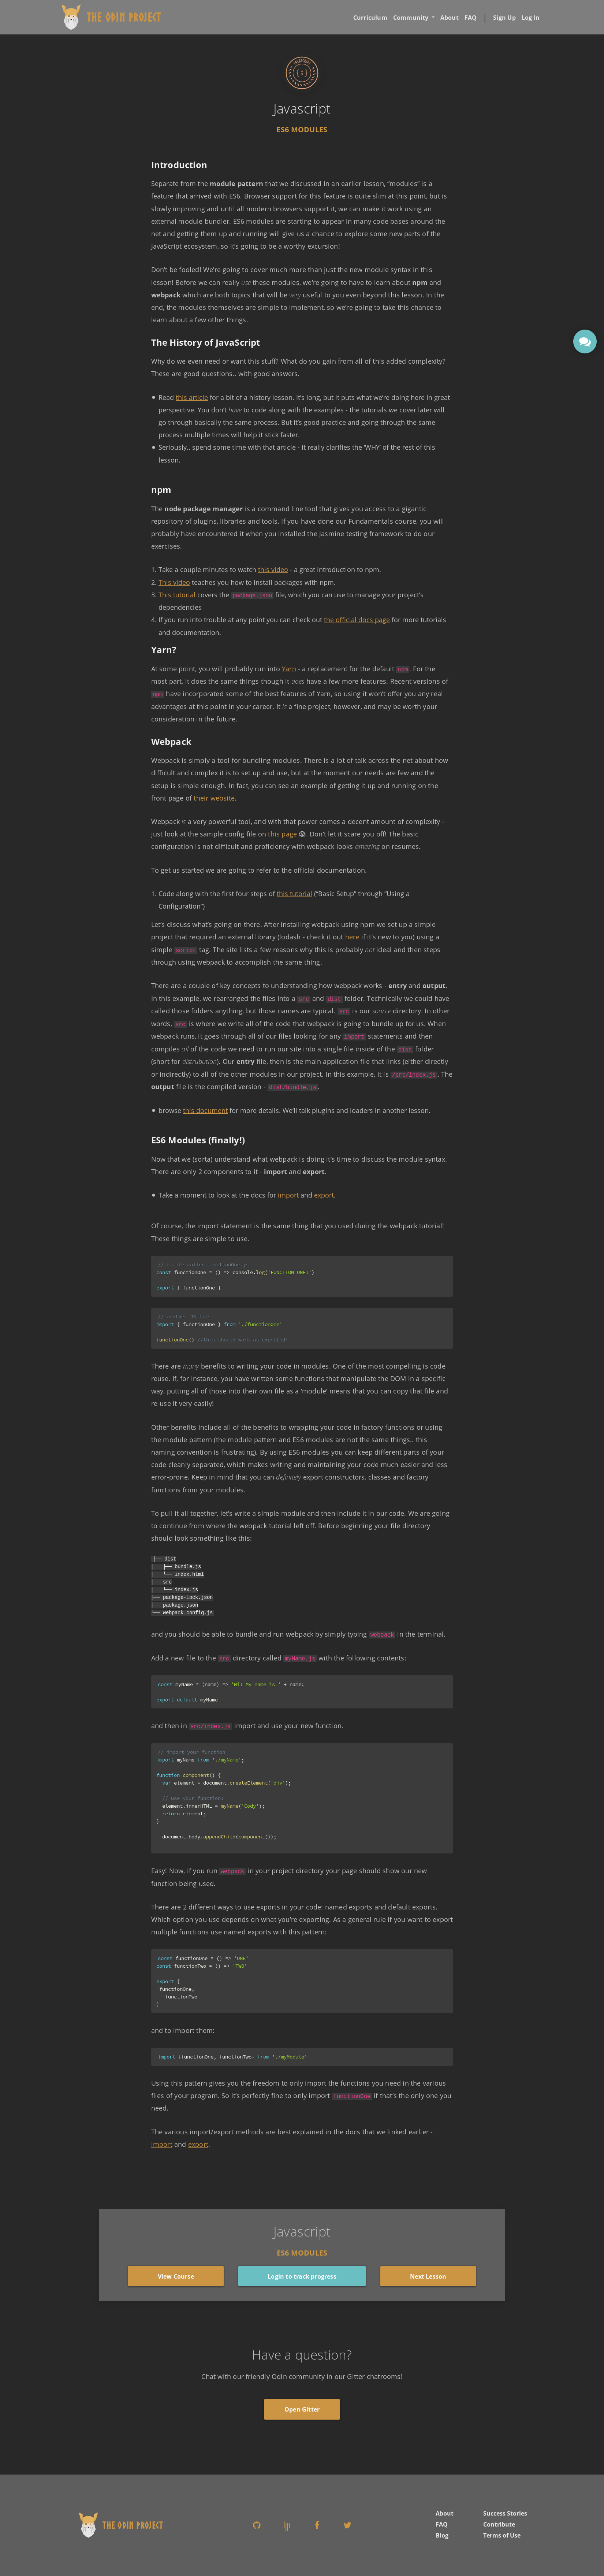 THE ODIN PROJECT
Curriculum Community About FAQ Sign Up Log In
Javascript
ES6 MODULES
Introduction
Separate from the module pattern that we discussed in an earlier lesson, “modules” is a
feature that arrived with ES6. Browser support for this feature is quite slim at this point, but is
slowly improving and until all modern browsers support it, we can make it work using an
external module bundler. ES6 modules are starting to appear in many code bases around the
net and getting them up and running will give us a chance to explore some new parts of the
JavaScript ecosystem, so it’s going to be a worthy excursion!
Don’t be fooled! We’re going to cover much more than just the new module syntax in this
lesson! Before we can really use these modules, we’re going to have to learn about npm and
webpack which are both topics that will be very useful to you even beyond this lesson. In the
end, the modules themselves are simple to implement, so we’re going to take this chance to
learn about a few other things.
The History of JavaScript
Why do we even need or want this stuff? What do you gain from all of this added complexity?
These are good questions.. with good answers.
Read this article for a bit of a history lesson. It’s long, but it puts what we’re doing here in great
perspective. You don’t have to code along with the examples - the tutorials we cover later will
go through basically the same process. But it’s good practice and going through the same
process multiple times will help it stick faster.
Seriously.. spend some time with that article - it really clarifies the ‘WHY’ of the rest of this
lesson.
npm
The node package manager is a command line tool that gives you access to a gigantic
repository of plugins, libraries and tools. If you have done our Fundamentals course, you will
probably have encountered it when you installed the Jasmine testing framework to do our
exercises.
1. Take a couple minutes to watch this video - a great introduction to npm.
2. This video teaches you how to install packages with npm.
3. This tutorial covers the package.json file, which you can use to manage your project’s
dependencies
4. If you run into trouble at any point you can check out the official docs page for more tutorials
and documentation.
Yarn?
At some point, you will probably run into Yarn - a replacement for the default npm. For the
most part, it does the same things though it does have a few more features. Recent versions of
npm have incorporated some of the best features of Yarn, so using it won’t offer you any real
advantages at this point in your career. It is a fine project, however, and may be worth your
consideration in the future.
Webpack
Webpack is simply a tool for bundling modules. There is a lot of talk across the net about how
difficult and complex it is to set up and use, but at the moment our needs are few and the
setup is simple enough. In fact, you can see an example of getting it up and running on the
front page of their website.
Webpack is a very powerful tool, and with that power comes a decent amount of complexity -
just look at the sample config file on this page 😱. Don’t let it scare you off! The basic
configuration is not difficult and proficiency with webpack looks amazing on resumes.
To get us started we are going to refer to the official documentation.
1. Code along with the first four steps of this tutorial (“Basic Setup” through “Using a
Configuration”)
Let’s discuss what’s going on there. After installing webpack using npm we set up a simple
project that required an external library (lodash - check it out here if it’s new to you) using a
simple script tag. The site lists a few reasons why this is probably not ideal and then steps
through using webpack to accomplish the same thing.
There are a couple of key concepts to understanding how webpack works - entry and output.
In this example, we rearranged the files into a src and dist folder. Technically we could have
called those folders anything, but those names are typical. src is our source directory. In other
words, src is where we write all of the code that webpack is going to bundle up for us. When
webpack runs, it goes through all of our files looking for any import statements and then
compiles all of the code we need to run our site into a single file inside of the dist folder
(short for distrubution). Our entry file, then is the main application file that links (either directly
or indirectly) to all of the other modules in our project. In this example, it is /src/index.js. The
output file is the compiled version - dist/bundle.js.
browse this document for more details. We’ll talk plugins and loaders in another lesson.
ES6 Modules (finally!)
Now that we (sorta) understand what webpack is doing it’s time to discuss the module syntax.
There are only 2 components to it - import and export.
Take a moment to look at the docs for import and export.
Of course, the import statement is the same thing that you used during the webpack tutorial!
These things are simple to use.
// a file called functionOne.js
const functionOne = () => console.log('FUNCTION ONE!')
export { functionOne }
// another JS file
import { functionOne } from './functionOne'
functionOne() //this should work as expected!
There are many benefits to writing your code in modules. One of the most compelling is code
reuse. If, for instance, you have written some functions that manipulate the DOM in a specific
way, putting all of those into their own file as a ‘module’ means that you can copy that file and
re-use it very easily!
Other benefits include all of the benefits to wrapping your code in factory functions or using
the module pattern (the module pattern and ES6 modules are not the same things.. this
naming convention is frustrating). By using ES6 modules you can keep different parts of your
code cleanly separated, which makes writing and maintaining your code much easier and less
error-prone. Keep in mind that you can definitely export constructors, classes and factory
functions from your modules.
To pull it all together, let’s write a simple module and then include it in our code. We are going
to continue from where the webpack tutorial left off. Before beginning your file directory
should look something like this:
├── dist
│   ├── bundle.js
│   └── index.html
├── src
│   └── index.js
├── package-lock.json
├── package.json
└── webpack.config.js
and you should be able to bundle and run webpack by simply typing webpack in the terminal.
Add a new file to the src directory called myName.js with the following contents:
const myName = (name) => 'Hi! My name is ' + name;
export default myName
and then in src/index.js import and use your new function.
// import your function
import myName from './myName';
function component() {
var element = document.createElement('div');
// use your function!
element.innerHTML = myName('Cody');
return element;
}
document.body.appendChild(component());
Easy! Now, if you run webpack in your project directory your page should show our new
function being used.
There are 2 different ways to use exports in your code: named exports and default exports.
Which option you use depends on what you’re exporting. As a general rule if you want to export
multiple functions use named exports with this pattern:
const functionOne = () => 'ONE'
const functionTwo = () => 'TWO'
export {
functionOne,
functionTwo
}
and to import them:
import {functionOne, functionTwo} from './myModule'
Using this pattern gives you the freedom to only import the functions you need in the various
files of your program. So it’s perfectly fine to only import functionOne if that’s the only one you
need.
The various import/export methods are best explained in the docs that we linked earlier -
import and export.
Javascript
ES6 MODULES
View Course Login to track progress Next Lesson
Have a question?
Chat with our friendly Odin community in our Gitter chatrooms!
Open Gitter
THE ODIN PROJECT
About Success Stories
FAQ Contribute
Blog Terms of Use